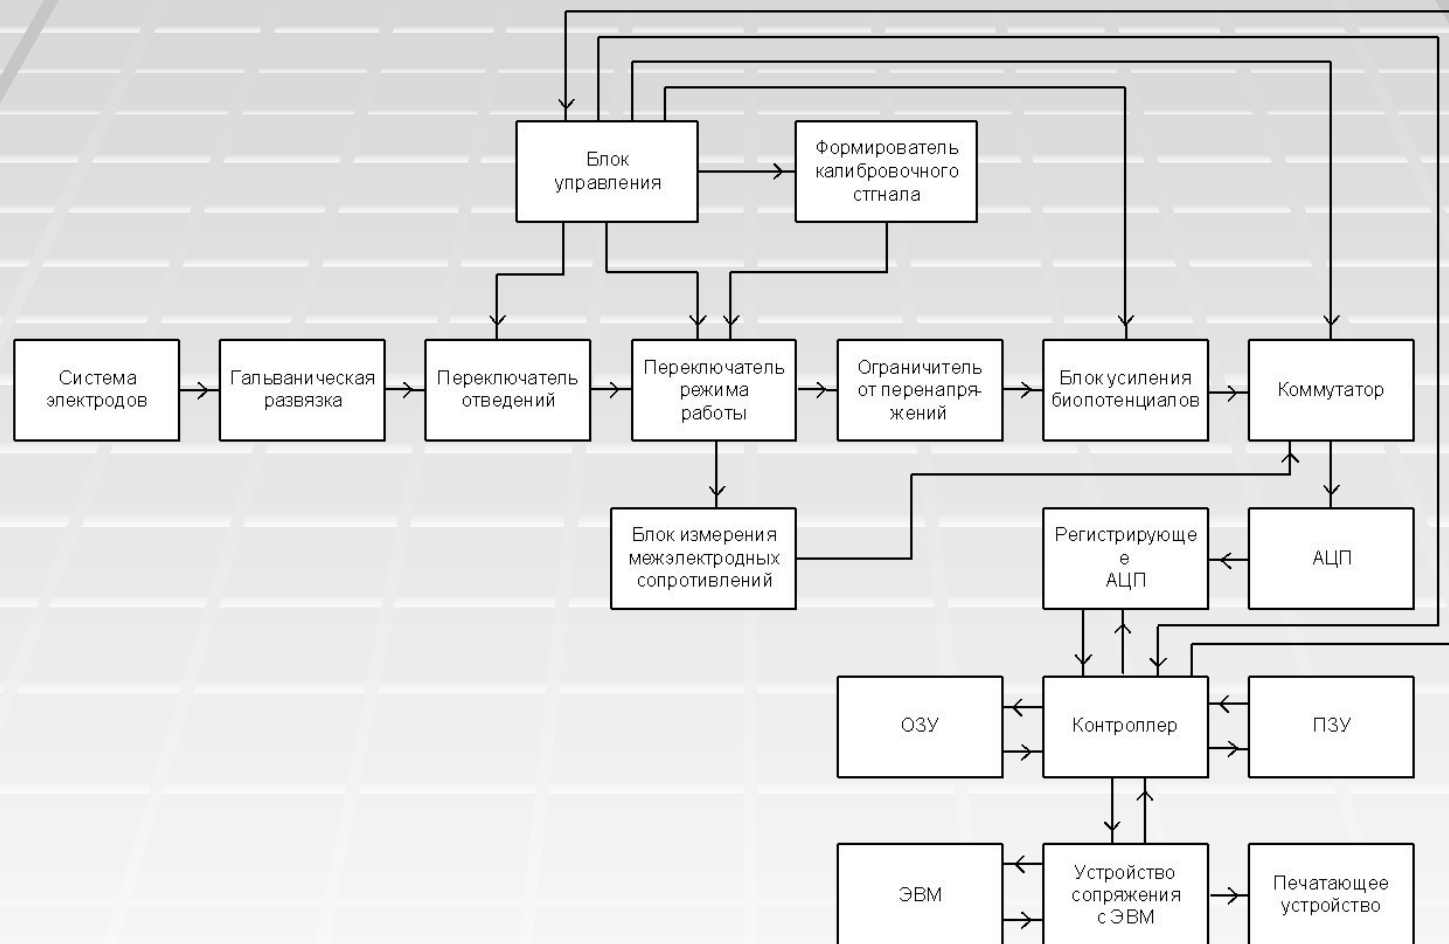 Блок
управления
Формирователь
калибровочного
стгнала
Система
электродов
Гальваническая
развязка
Переключатель
отведений
Переключатель
режима
работы
Ограничитель
от перенапря-
жений
Блок усиления
биопотенциалов
Коммутатор
Блок измерения
межэлектродных
сопротивлений
Регистрирующе
е
АЦП
АЦП
ОЗУ
Контроллер
ПЗУ
ЭВМ
Устройство
сопряжения
с ЭВМ
Печатающее
устройство